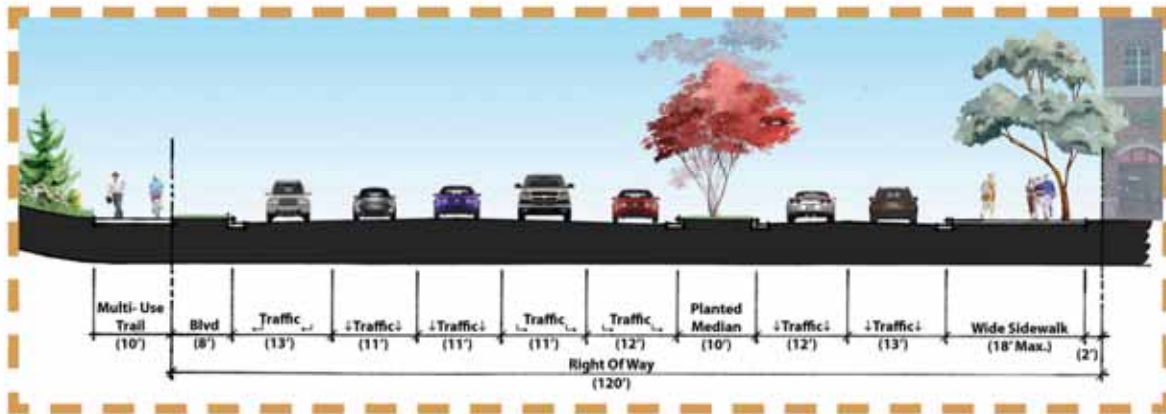 Multi- Use
Trail
(10')
Blvd
(8')
Traffic
(13')
↓Traffic↓
(11')
↓Traffic↓
(11')
Traffic
(11')
Traffic
(12')
Planted
Median
(10')
↓Traffic↓
(12')
↓Traffic↓
(13')
Wide Sidewalk
(18' Max.)
(2')
Right Of Way
(120')